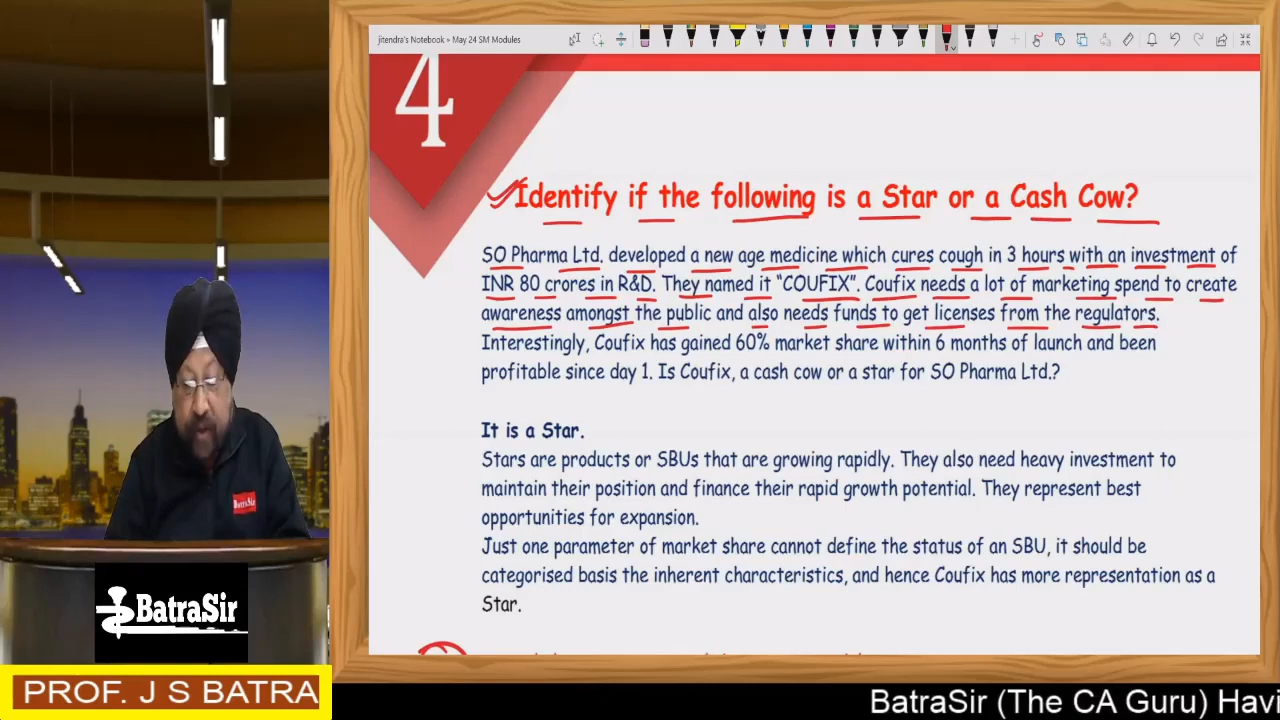 jitendra's Notebook » May 24 SM Modules
4
Identify if the following is a Star or a Cash Cow?
SO Pharma Ltd. developed a new age medicine which cures cough in 3 hours with an investment of
INR 80 crores in R&D. They named it “COUFIX”. Coufix needs a lot of marketing spend to create
awareness amongst the public and also needs funds to get licenses from the regulators.
Interestingly, Coufix has gained 60% market share within 6 months of launch and been
profitable since day 1. Is Coufix, a cash cow or a star for SO Pharma Ltd.?
It is a Star.
Stars are products or SBUs that are growing rapidly. They also need heavy investment to
maintain their position and finance their rapid growth potential. They represent best
opportunities for expansion.
Just one parameter of market share cannot define the status of an SBU, it should be
categorised basis the inherent characteristics, and hence Coufix has more representation as a
Star.
BatraSir
BatraSir
PROF. J S BATRA
BatraSir (The CA Guru) Havi